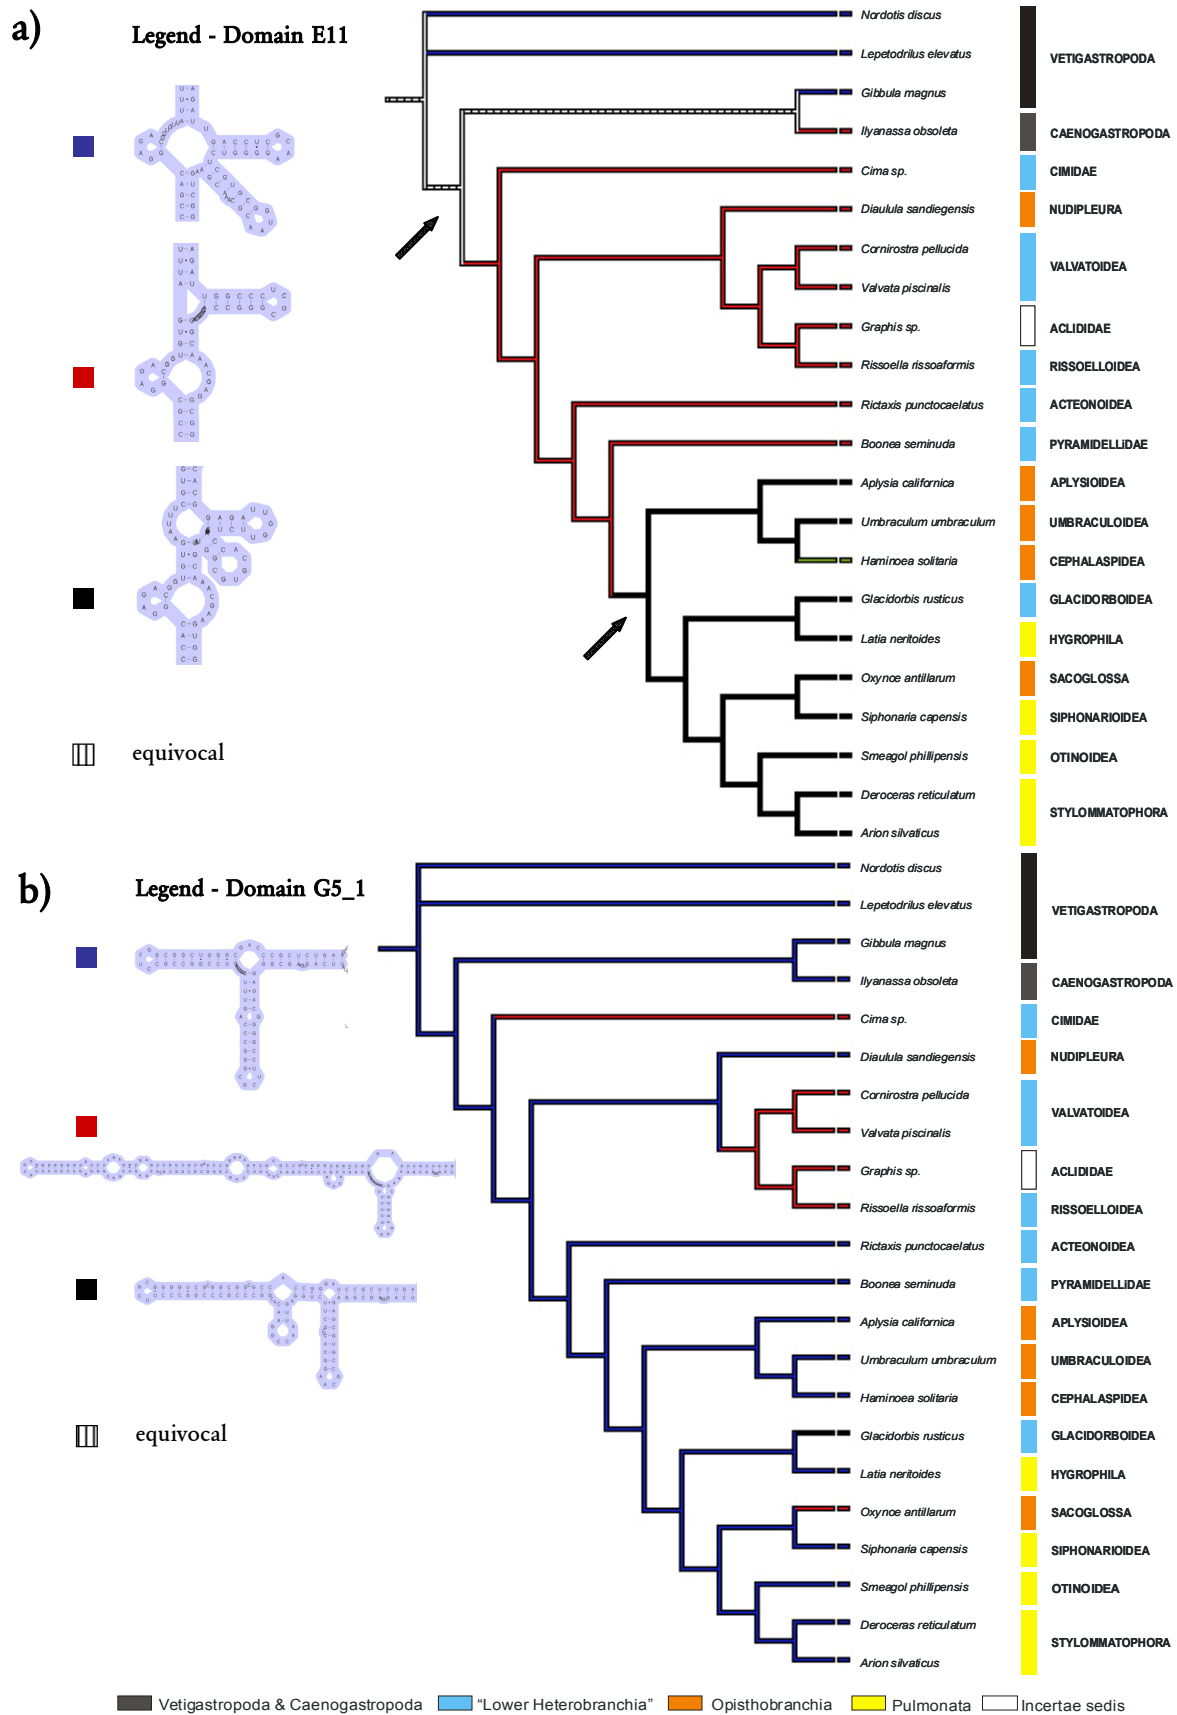 a)
Legend - Domain E11
equivocal
Nordotis discus
Lepetodrilus elevatus
Gibbula magnus
Ilyanassa obsoleta
Cima sp.
Diaulula sandiegensis
Cornirostra pellucida
Valvata piscinalis
Graphis sp.
Rissoella rissoaformis
Rictaxis punctocaelatus
Boonea seminuda
Aplysia californica
Umbraculum umbraculum
Haminoea solitaria
Glacidorbis rusticus
Latia neritoides
Oxynoe antillarum
Siphonaria capensis
Smeagol phillipensis
Deroceras reticulatum
Arion silvaticus
VETIGASTROPODA
CAENOGASTROPODA
CIMIDAE
NUDIPLEURA
VALVATOIDEA
ACLIDIDAE
RISSOELLOIDEA
ACTEONOIDEA
PYRAMIDELLiDAE
APLYSIOIDEA
UMBRACULOIDEA
CEPHALASPIDEA
GLACIDORBOIDEA
HYGROPHILA
SACOGLOSSA
SIPHONARIOIDEA
OTINOIDEA
STYLOMMATOPHORA
b)
Legend - Domain G5_1
equivocal
Nordotis discus
Lepetodrilus elevatus
Gibbula magnus
Ilyanassa obsoleta
Cima sp.
Diaulula sandiegensis
Cornirostra pellucida
Valvata piscinalis
Graphis sp.
Rissoella rissoaformis
Rictaxis punctocaelatus
Boonea seminuda
Aplysia californica
Umbraculum umbraculum
Haminoea solitaria
Glacidorbis rusticus
Latia neritoides
Oxynoe antillarum
Siphonaria capensis
Smeagol phillipensis
Deroceras reticulatum
Arion silvaticus
VETIGASTROPODA
CAENOGASTROPODA
CIMIDAE
NUDIPLEURA
VALVATOIDEA
ACLIDIDAE
RISSOELLOIDEA
ACTEONOIDEA
PYRAMIDELLiDAE
APLYSIOIDEA
UMBRACULOIDEA
CEPHALASPIDEA
GLACIDORBOIDEA
HYGROPHILA
SACOGLOSSA
SIPHONARIOIDEA
OTINOIDEA
STYLOMMATOPHORA
Vetigastropoda & Caenogastropoda
"Lower Heterobranchia"
Opisthobranchia
Pulmonata
Incertae sedis